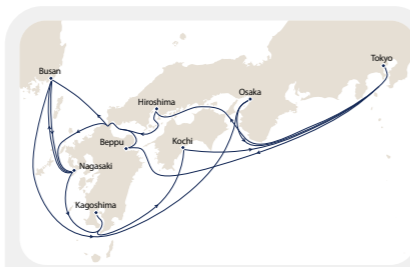 Tokyo
Busan
Osaka
Hiroshima
Kochi
Beppu
Nagasaki
Kagoshima